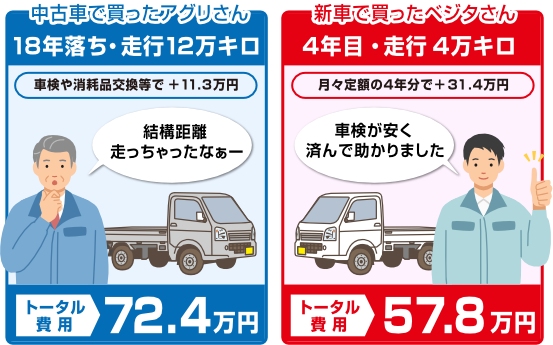 中古車で買ったアグリさん
18年落ち・走行12万キロ
車検や消耗品交換等で +11.3万円
結構距離
走っちゃったなぁー
トータル
費用
72.4万円
新車で買ったベジタさん
4年目・走行 4万キロ
月々定額の4年分で+31.4万円
車検が安く
済んで助かりました
トータル
費用
57.8万円